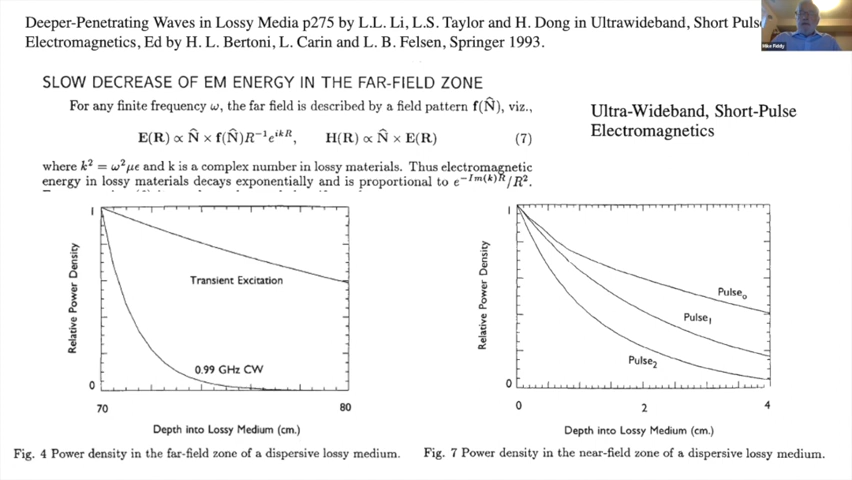 Deeper-Penetrating Waves in Lossy Media p275 by L.L. Li, L.S. Taylor and H. Dong in Ultrawideband, Short Pulse
Electromagnetics, Ed by H. L. Bertoni, L. Carin and L. B. Felsen, Springer 1993.
Mike Fiddy
SLOW DECREASE OF EM ENERGY IN THE FAR-FIELD ZONE
For any finite frequency ω, the far field is described by a field pattern f(N̂), viz.,
E(R) ∝ N̂ × f(N̂)R⁻¹e^{ikR}, H(R) ∝ N̂ × E(R) (7)
where k² = ω²μϵ and k is a complex number in lossy materials. Thus electromagnetic
energy in lossy materials decays exponentially and is proportional to e^{-Im(k)R}/R².
Ultra-Wideband, Short-Pulse
Electromagnetics
1
Relative Power Density
Transient Excitation
0.99 GHz CW
0
70 80
Depth into Lossy Medium (cm.)
Fig. 4 Power density in the far-field zone of a dispersive lossy medium.
1
Relative Power Density
Pulse₀
Pulse₁
Pulse₂
0
0 2 4
Depth into Lossy Medium (cm.)
Fig. 7 Power density in the near-field zone of a dispersive lossy medium.